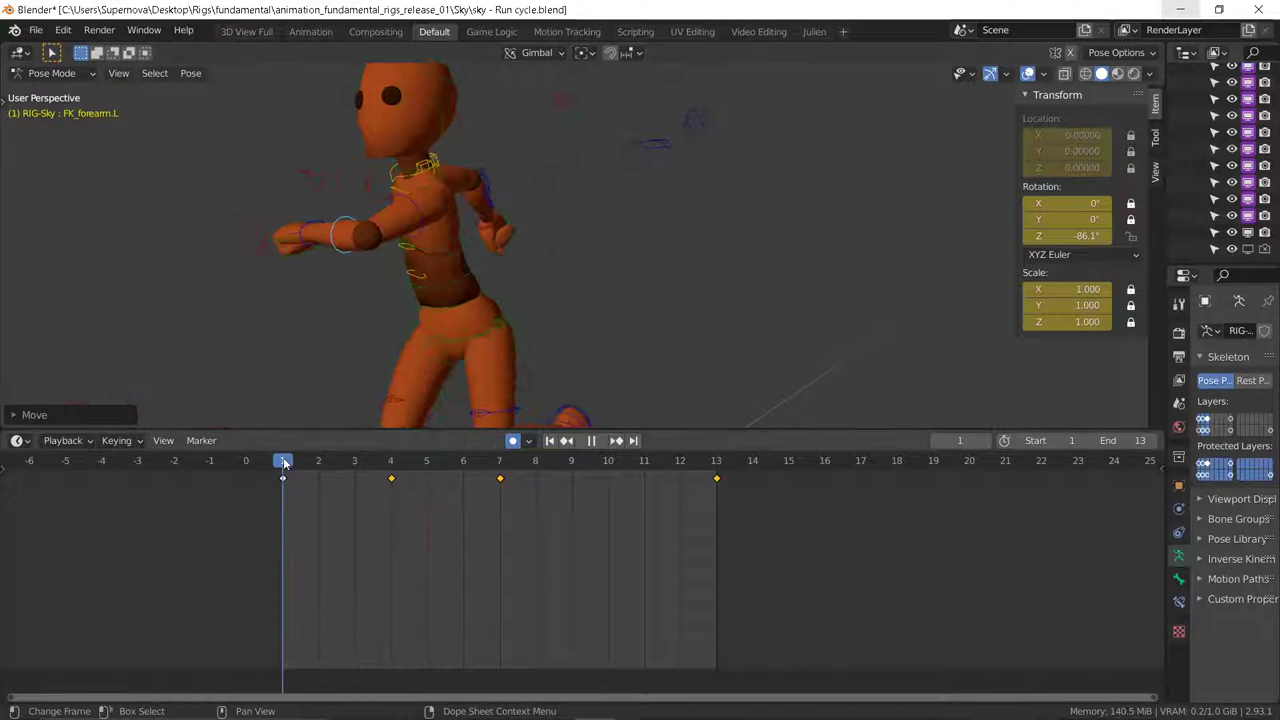 Blender* [C:\Users\Supernova\Desktop\Rigs\fundamental\animation_fundamental_rigs_release_01\Sky\sky - Run cycle.blend]
File Edit Render Window Help
3D View Full Animation Compositing Default Game Logic Motion Tracking Scripting UV Editing Video Editing Julien
Scene
RenderLayer
Gimbal
X
Pose Options
Pose Mode View Select Pose
User Perspective
(1) RIG-Sky : FK_forearm.L
Transform
Location:
X 0.00000
Y 0.00000
Z 0.00000
Rotation:
X 0°
Y 0°
Z -86.1°
XYZ Euler
Scale:
X 1.000
Y 1.000
Z 1.000
Item
Tool
View
RIG-...
Skeleton
Pose P... Rest P...
Layers:
Protected Layers:
Viewport Displ
Bone Groups
Pose Library
Inverse Kinem
Motion Paths
Custom Proper
Move
Playback Keying View Marker
1
Start 1 End 13
-6 -5 -4 -3 -2 -1 0 1 2 3 4 5 6 7 8 9 10 11 12 13 14 15 16 17 18 19 20 21 22 23 24 25
Change Frame Box Select Pan View Dope Sheet Context Menu
Memory: 140.5 MiB | VRAM: 0.2/1.0 GiB | 2.93.1